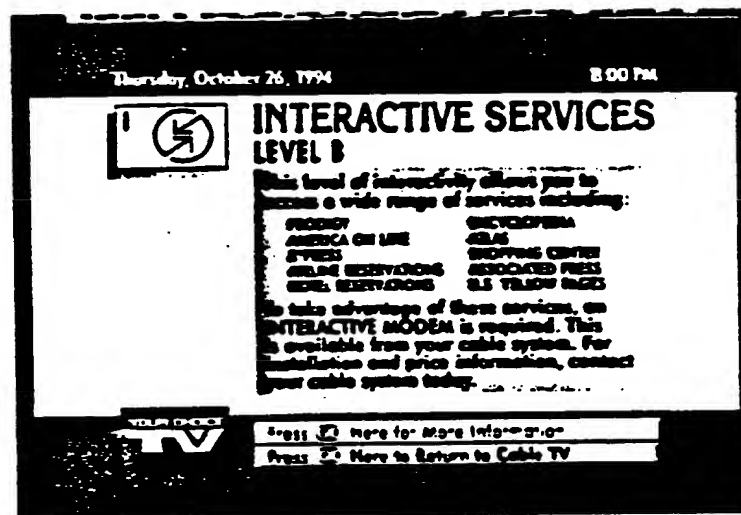 Thursday, October 26, 1994 8:00 PM
INTERACTIVE SERVICES
LEVEL B
This level of interactivity allows you to
access a wide range of services including:
PRODIGY ENCYCLOPEDIA
AMERICA ON LINE ATLAS
X*PRESS SHOPPING CENTER
AIRLINE RESERVATIONS ASSOCIATED PRESS
HOTEL RESERVATIONS U.S YELLOW PAGES
To take advantage of these services, an
INTERACTIVE MODEM is required. This
is available from your cable system. For
installation and price information, contact
your cable system today.
TV
Press Here for More Information
Press Here to Return to Cable TV